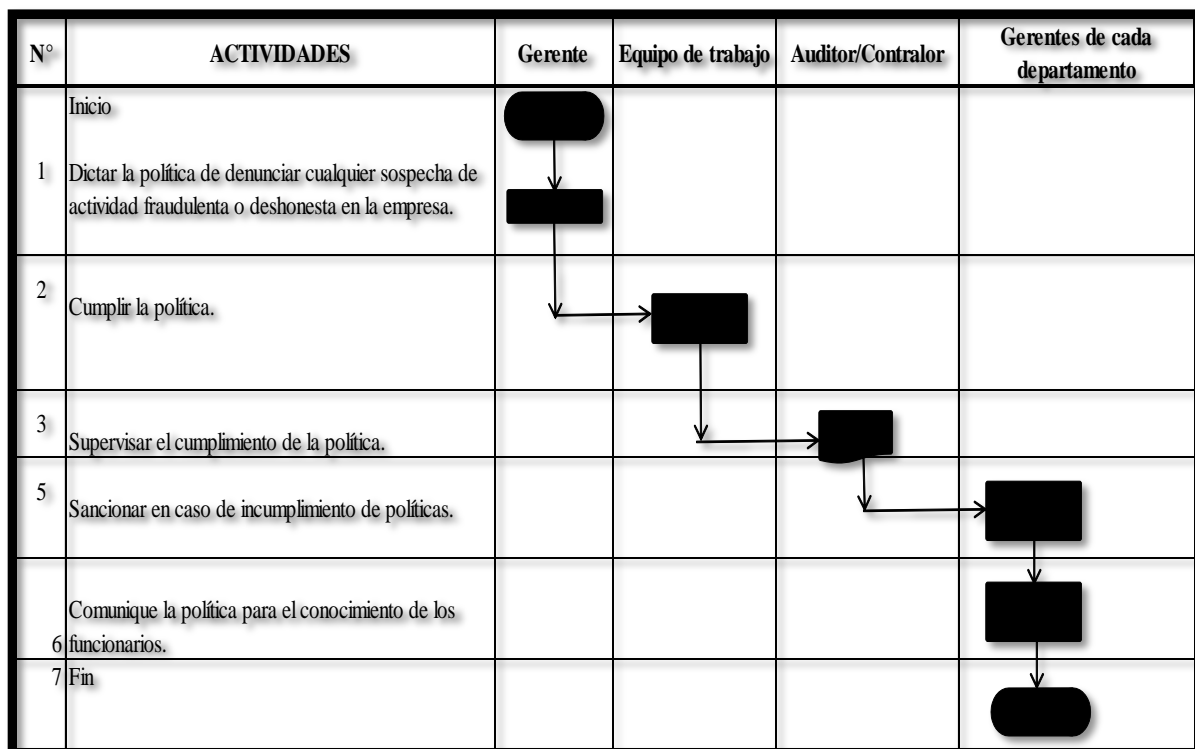 N° ACTIVIDADES Gerente Equipo de trabajo Auditor/Contralor Gerentes de cada
departamento
Inicio
1 Dictar la política de denunciar cualquier sospecha de
actividad fraudulenta o deshonesta en la empresa.
2
Cumplir la política.
3
Supervisar el cumplimiento de la política.
5
Sancionar en caso de incumplimiento de políticas.
Comunique la política para el conocimiento de los
6 funcionarios.
7 Fin